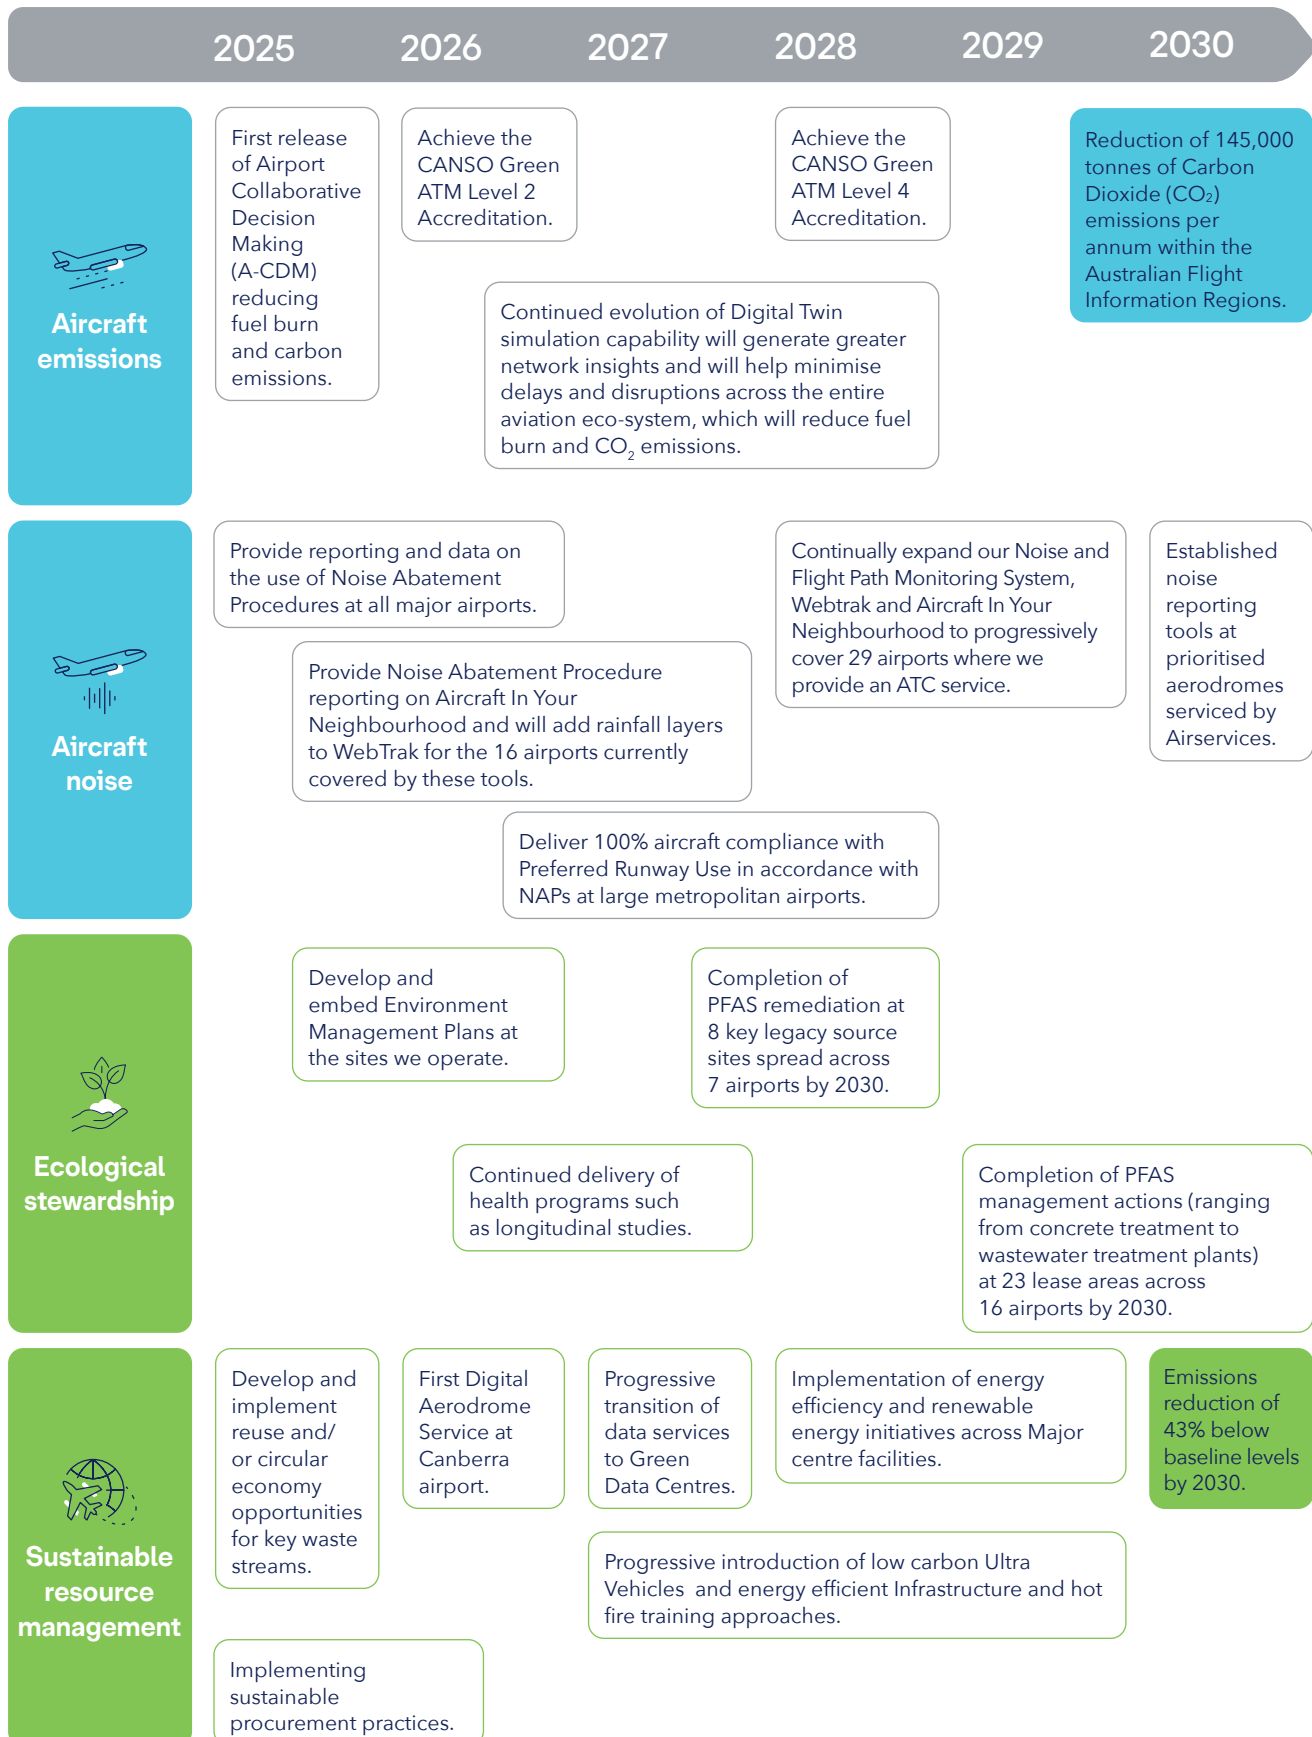 2025 2026 2027 2028 2029 2030
Aircraft
emissions
First release
of Airport
Collaborative
Decision
Making
(A-CDM)
reducing
fuel burn
and carbon
emissions.
Achieve the
CANSO Green
ATM Level 2
Accreditation.
Achieve the
CANSO Green
ATM Level 4
Accreditation.
Reduction of 145,000
tonnes of Carbon
Dioxide (CO₂)
emissions per
annum within the
Australian Flight
Information Regions.
Continued evolution of Digital Twin
simulation capability will generate greater
network insights and will help minimise
delays and disruptions across the entire
aviation eco-system, which will reduce fuel
burn and CO₂ emissions.
Aircraft
noise
Provide reporting and data on
the use of Noise Abatement
Procedures at all major airports.
Continually expand our Noise and
Flight Path Monitoring System,
Webtrak and Aircraft In Your
Neighbourhood to progressively
cover 29 airports where we
provide an ATC service.
Established
noise
reporting
tools at
prioritised
aerodromes
serviced by
Airservices.
Provide Noise Abatement Procedure
reporting on Aircraft In Your
Neighbourhood and will add rainfall layers
to WebTrak for the 16 airports currently
covered by these tools.
Deliver 100% aircraft compliance with
Preferred Runway Use in accordance with
NAPs at large metropolitan airports.
Ecological
stewardship
Develop and
embed Environment
Management Plans at
the sites we operate.
Completion of
PFAS remediation at
8 key legacy source
sites spread across
7 airports by 2030.
Continued delivery of
health programs such
as longitudinal studies.
Completion of PFAS
management actions (ranging
from concrete treatment to
wastewater treatment plants)
at 23 lease areas across
16 airports by 2030.
Sustainable
resource
management
Develop and
implement
reuse and/
or circular
economy
opportunities
for key waste
streams.
First Digital
Aerodrome
Service at
Canberra
airport.
Progressive
transition of
data services
to Green
Data Centres.
Implementation of energy
efficiency and renewable
energy initiatives across Major
centre facilities.
Emissions
reduction of
43% below
baseline levels
by 2030.
Progressive introduction of low carbon Ultra
Vehicles and energy efficient Infrastructure and hot
fire training approaches.
Implementing
sustainable
procurement practices.